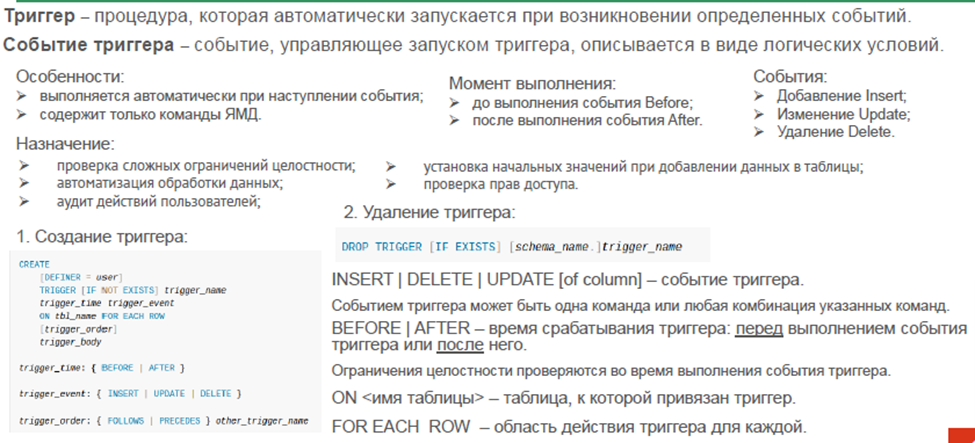 Триггер – процедура, которая автоматически запускается при возникновении определенных событий.
Событие триггера – событие, управляющее запуском триггера, описывается в виде логических условий.
Особенности:
➢ выполняется автоматически при наступлении события;
➢ содержит только команды ЯМД.
Момент выполнения:
➢ до выполнения события Before;
➢ после выполнения события After.
События:
➢ Добавление Insert;
➢ Изменение Update;
➢ Удаление Delete.
Назначение:
➢ проверка сложных ограничений целостности;
➢ автоматизация обработки данных;
➢ аудит действий пользователей;
➢ установка начальных значений при добавлении данных в таблицы;
➢ проверка прав доступа.
1. Создание триггера:
CREATE
[DEFINER = user]
TRIGGER [IF NOT EXISTS] trigger_name
trigger_time trigger_event
ON tbl_name FOR EACH ROW
[trigger_order]
trigger_body
trigger_time: { BEFORE | AFTER }
trigger_event: { INSERT | UPDATE | DELETE }
trigger_order: { FOLLOWS | PRECEDES } other_trigger_name
2. Удаление триггера:
DROP TRIGGER [IF EXISTS] [schema_name.]trigger_name
INSERT | DELETE | UPDATE [of column] – событие триггера.
Событием триггера может быть одна команда или любая комбинация указанных команд.
BEFORE | AFTER – время срабатывания триггера: перед выполнением события
триггера или после него.
Ограничения целостности проверяются во время выполнения события триггера.
ON <имя таблицы> – таблица, к которой привязан триггер.
FOR EACH ROW – область действия триггера для каждой.